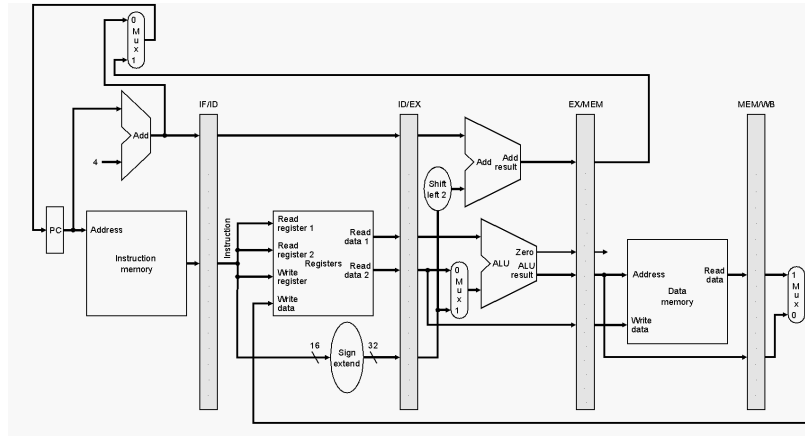 0
M
u
x
1
IF/ID
ID/EX
EX/MEM
MEM/WB
Add
4
Add
Add
result
Shift
left 2
PC
Address
Instruction
memory
Instruction
Read
register 1
Read
register 2
Write
register
Write
data
Registers
Read
data 1
Read
data 2
0
M
u
x
1
Zero
ALU
ALU
result
Address
Read
data
Data
memory
Write
data
1
M
u
x
0
16
Sign
extend
32